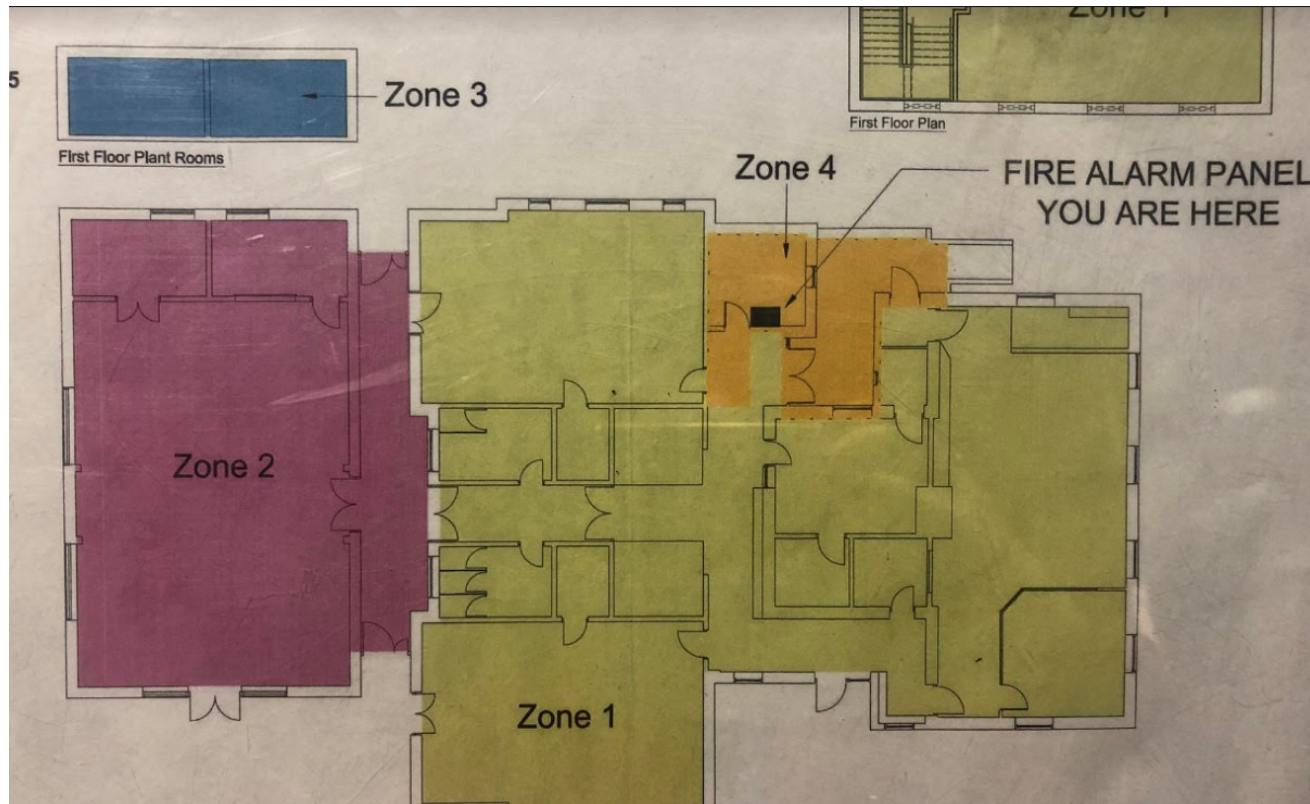 Zone 1
5
Zone 3
First Floor Plant Rooms
First Floor Plan
Zone 4
FIRE ALARM PANEL
YOU ARE HERE
Zone 2
Zone 1